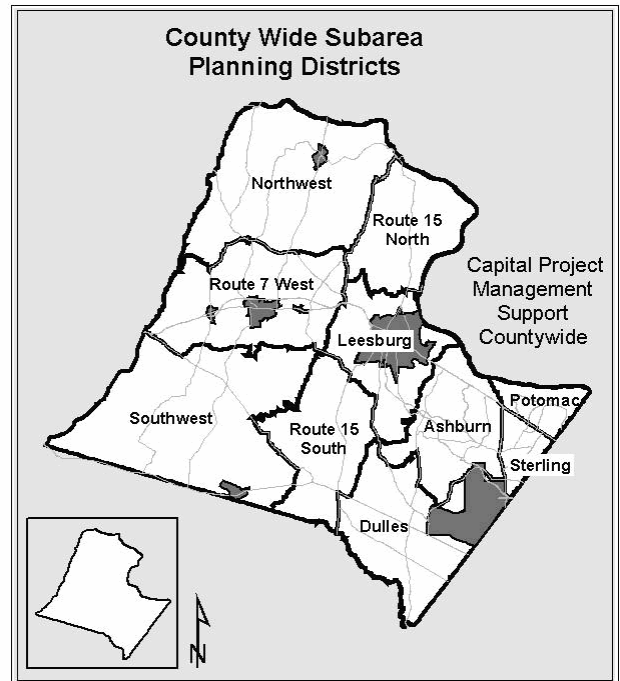 County Wide Subarea
Planning Districts
Northwest
Route 15
North
Capital Project
Management
Support
Countywide
Route 7 West
Leesburg
Potomac
Southwest
Route 15
South
Ashburn
Sterling
Dulles
N